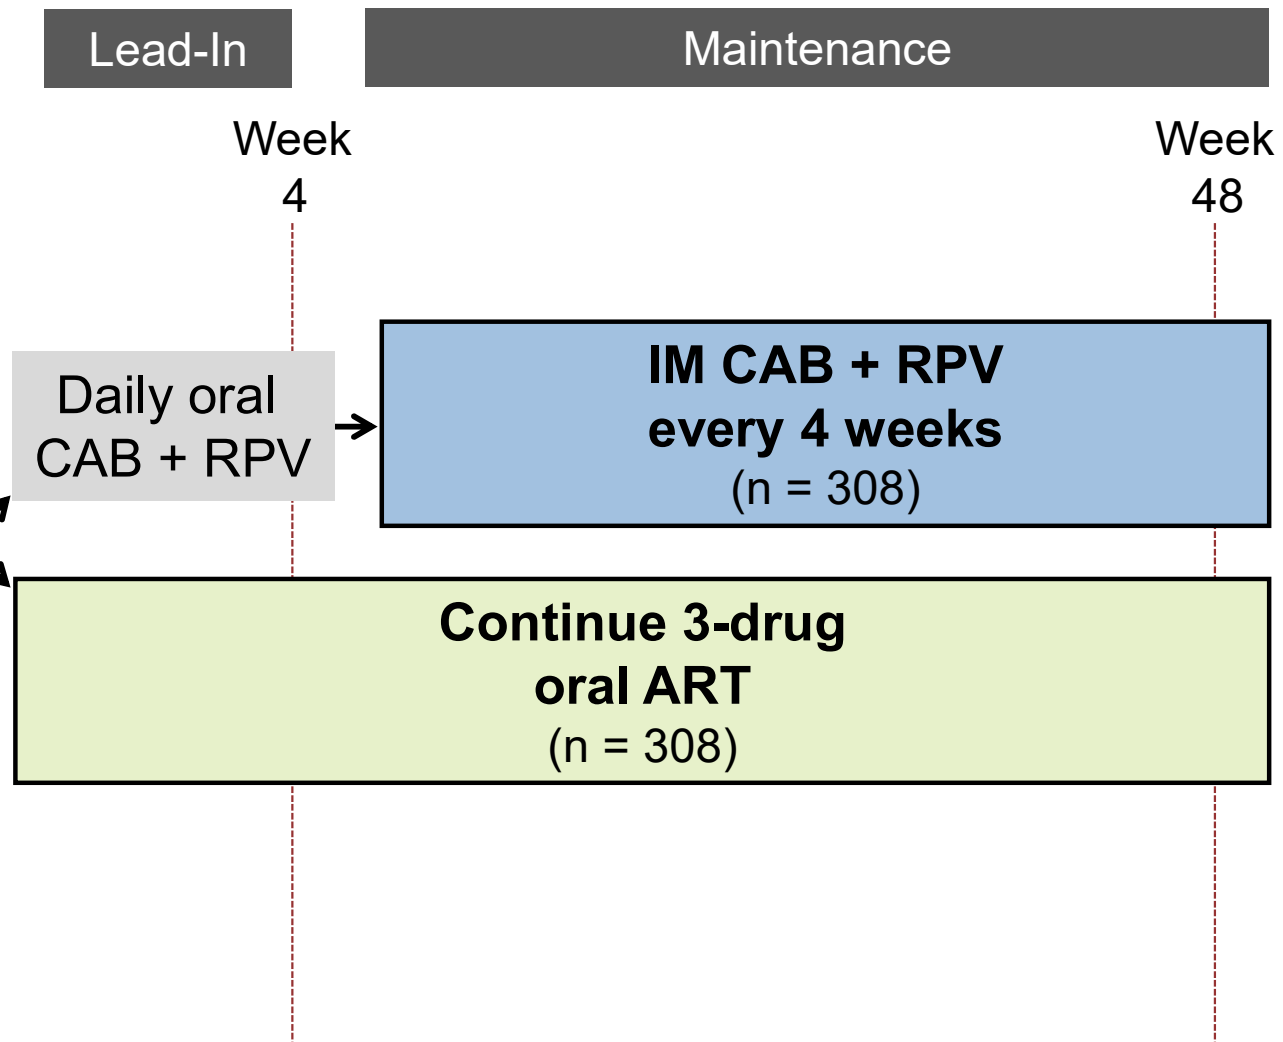 Lead-In
Maintenance
Week
4
Week
48
Daily oral
CAB + RPV
IM CAB + RPV
every 4 weeks
(n = 308)
Continue 3-drug
oral ART
(n = 308)